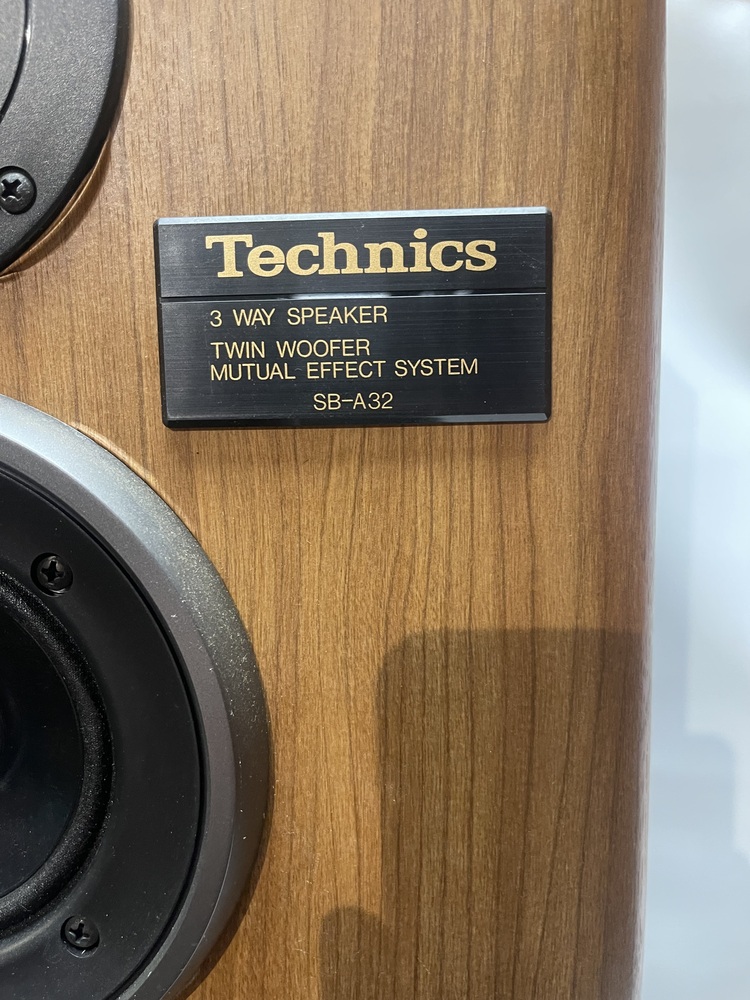 Technics
3 WAY SPEAKER
TWIN WOOFER
MUTUAL EFFECT SYSTEM
SB-A32